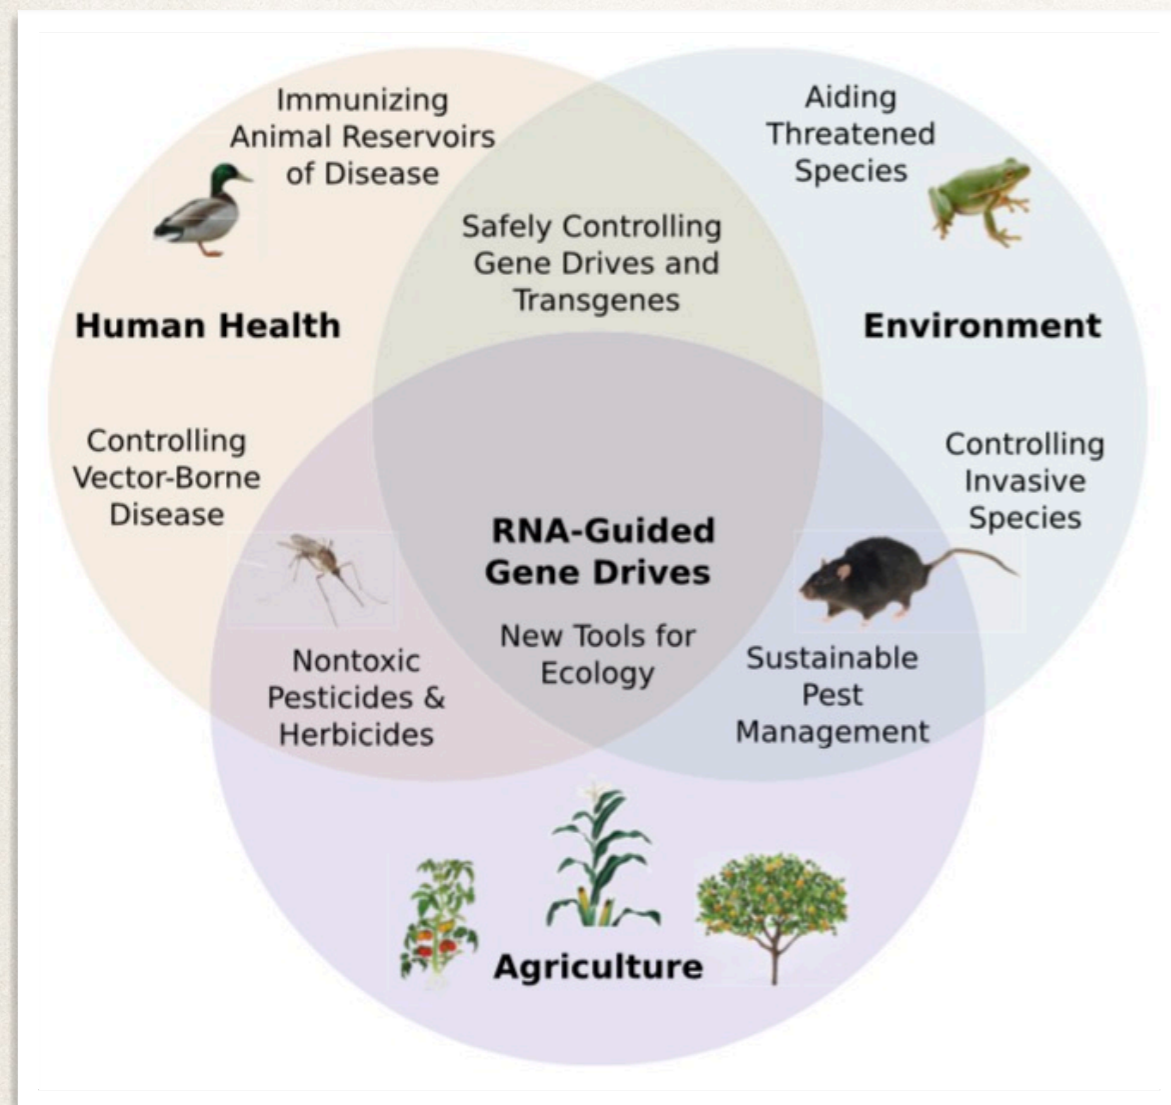 Immunizing
Animal Reservoirs
of Disease
Aiding
Threatened
Species
Safely Controlling
Gene Drives and
Transgenes
Human Health
Environment
Controlling
Vector-Borne
Disease
Controlling
Invasive
Species
RNA-Guided
Gene Drives
New Tools for
Ecology
Nontoxic
Pesticides &
Herbicides
Sustainable
Pest
Management
Agriculture